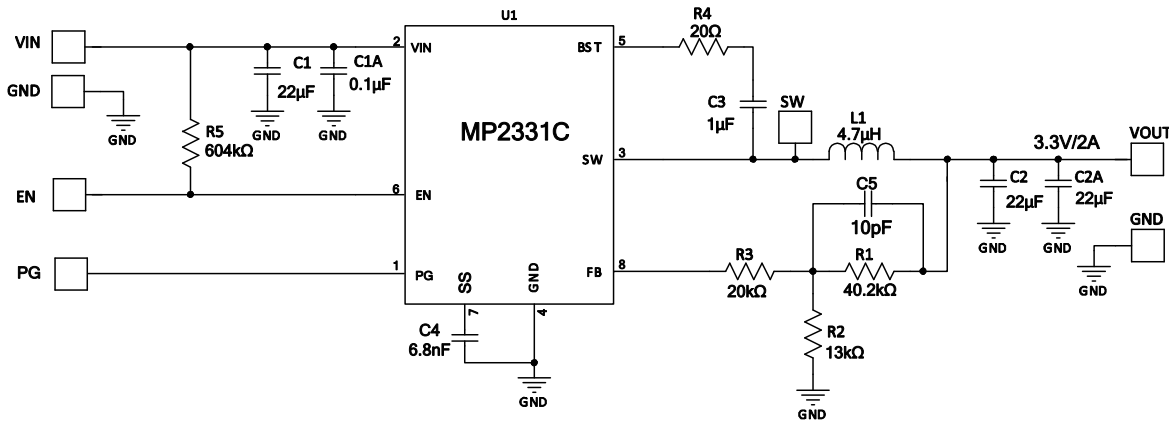 U1
VIN
GND
GND
R5
604kΩ
C1
22µF
GND
C1A
0.1µF
GND
EN
PG
2
VIN
6
EN
1
PG
MP2331C
BST
5
SW
3
FB
8
SS
7
GND
4
C4
6.8nF
GND
R4
20Ω
C3
1µF
SW
L1
4.7µH
C5
10pF
R3
20kΩ
R1
40.2kΩ
R2
13kΩ
GND
3.3V/2A
C2
22µF
GND
C2A
22µF
GND
VOUT
GND
GND